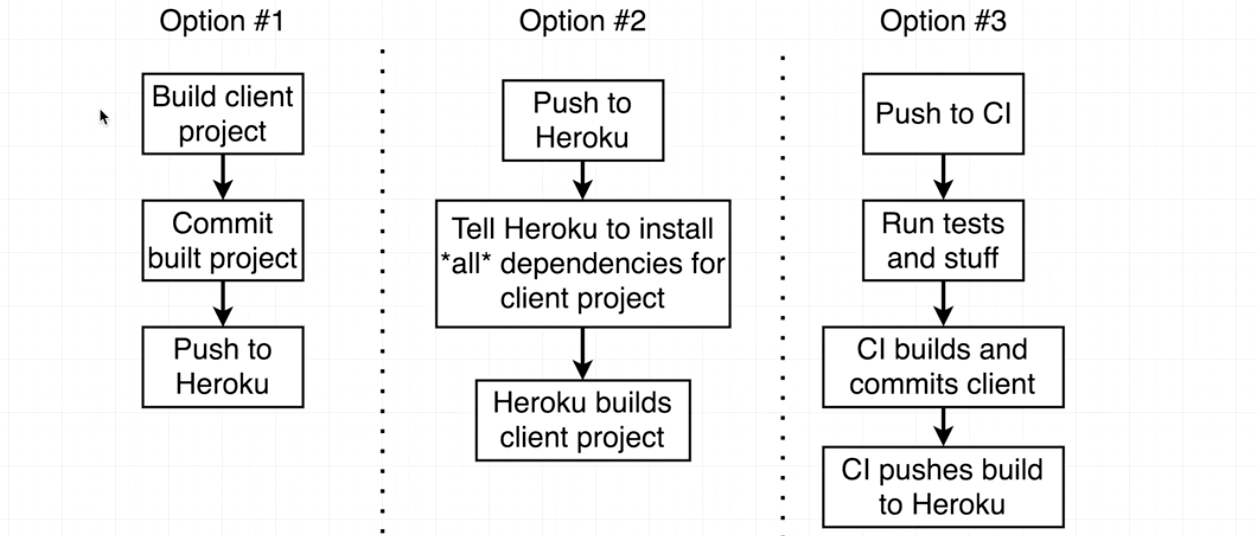 Option #1
Build client
project
Commit
built project
Push to
Heroku
Option #2
Push to
Heroku
Tell Heroku to install
*all* dependencies for
client project
Heroku builds
client project
Option #3
Push to CI
Run tests
and stuff
CI builds and
commits client
CI pushes build
to Heroku